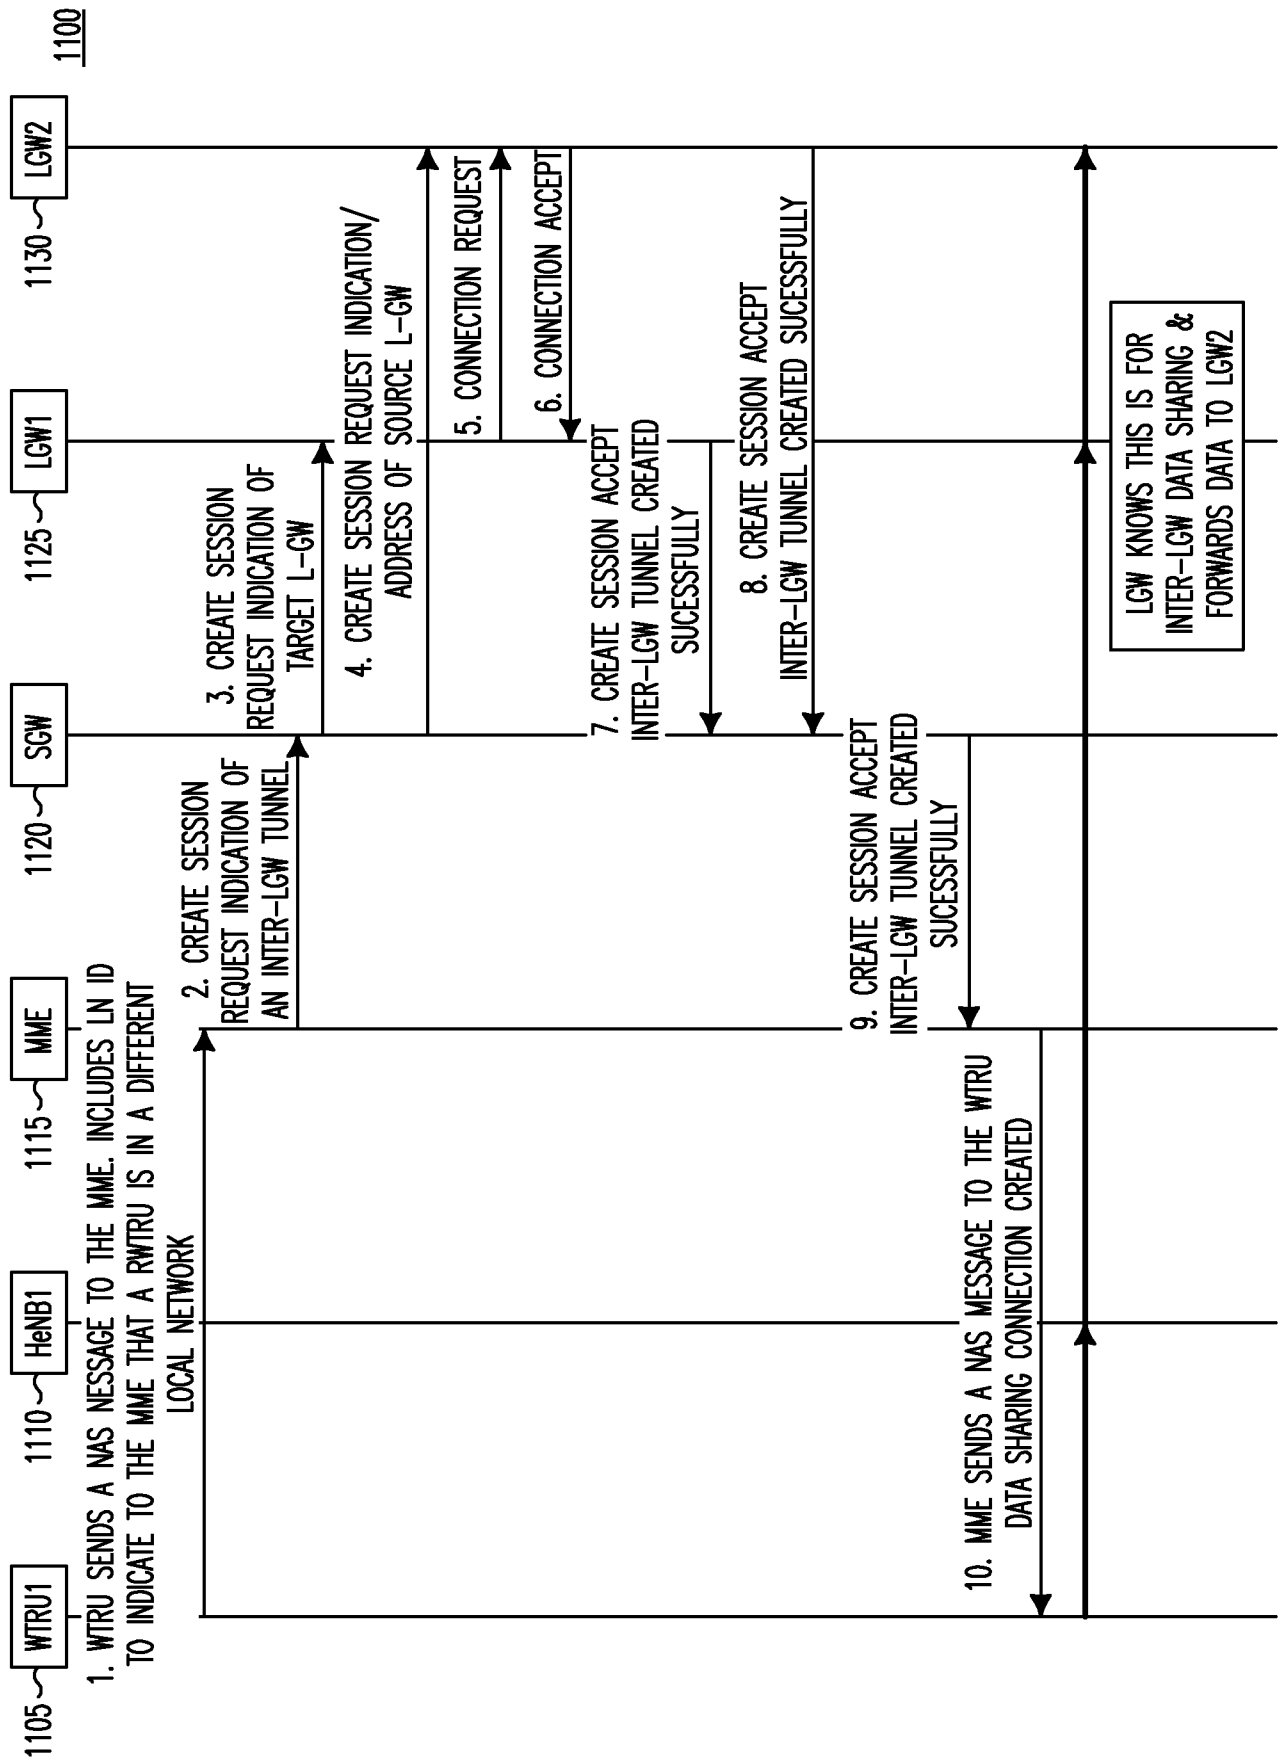 1100
WTRU1
HeNB1
MME
SGW
LGW1
LGW2
1105
1110
1115
1120
1125
1130
1. WTRU SENDS A NAS NESSAGE TO THE MME. INCLUDES LN ID
TO INDICATE TO THE MME THAT A RWTRU IS IN A DIFFERENT
LOCAL NETWORK
2. CREATE SESSION
REQUEST INDICATION OF
AN INTER-LGW TUNNEL
3. CREATE SESSION
REQUEST INDICATION OF
TARGET L-GW
4. CREATE SESSION REQUEST INDICATION/
ADDRESS OF SOURCE L-GW
5. CONNECTION REQUEST
6. CONNECTION ACCEPT
7. CREATE SESSION ACCEPT
INTER-LGW TUNNEL CREATED
SUCESSFULLY
8. CREATE SESSION ACCEPT
INTER-LGW TUNNEL CREATED SUCESSFULLY
9. CREATE SESSION ACCEPT
INTER-LGW TUNNEL CREATED
SUCESSFULLY
10. MME SENDS A NAS MESSAGE TO THE WTRU
DATA SHARING CONNECTION CREATED
LGW KNOWS THIS IS FOR
INTER-LGW DATA SHARING &
FORWARDS DATA TO LGW2